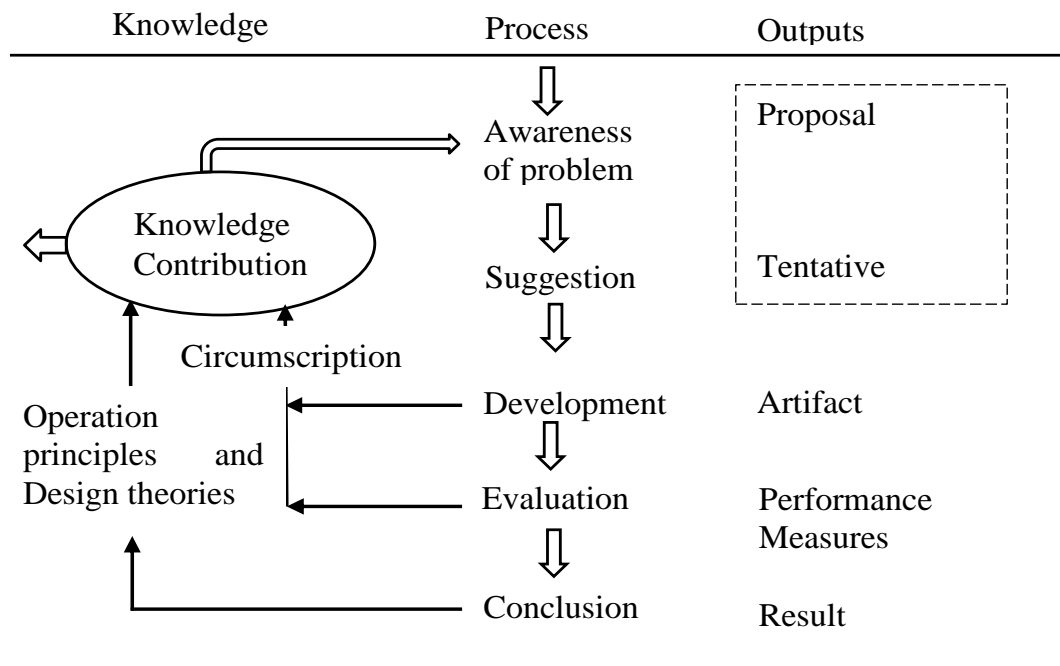 Knowledge
Process
Outputs
Awareness
of problem
Proposal
Knowledge
Contribution
Suggestion
Tentative
Circumscription
Development
Artifact
Operation
principles and
Design theories
Evaluation
Performance
Measures
Conclusion
Result